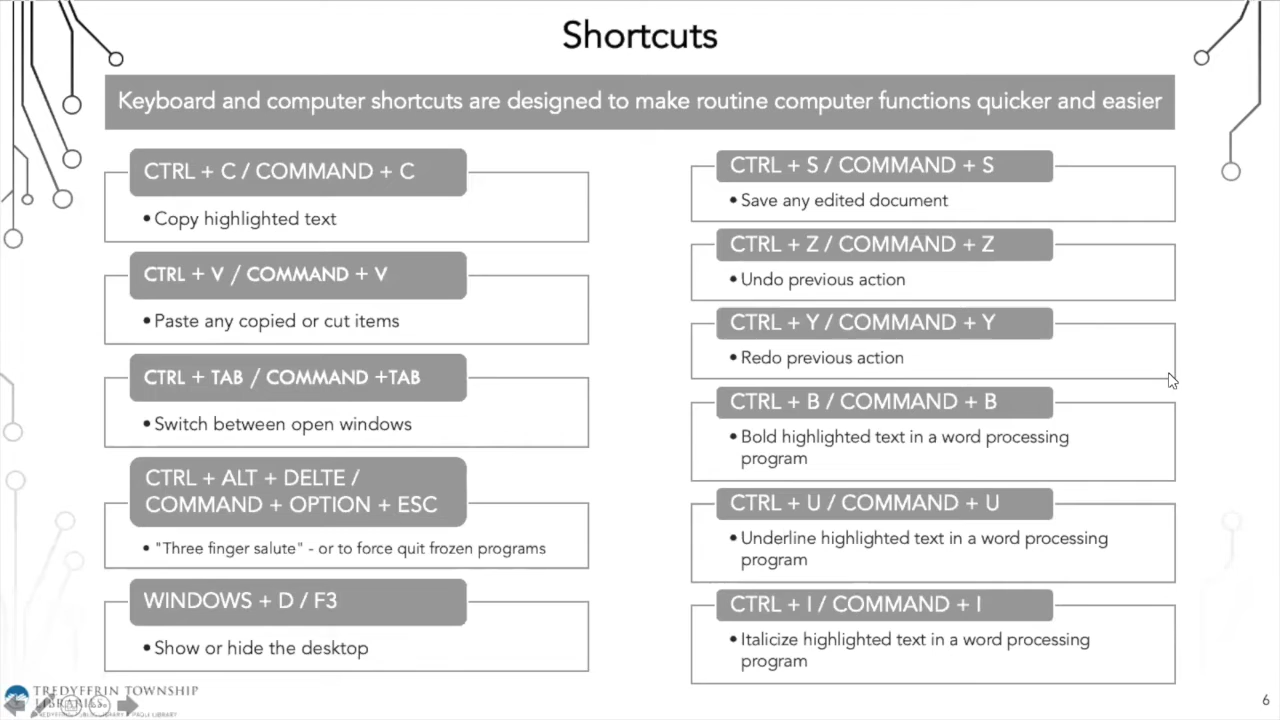 Shortcuts
Keyboard and computer shortcuts are designed to make routine computer functions quicker and easier
CTRL + C / COMMAND + C
• Copy highlighted text
CTRL + V / COMMAND + V
• Paste any copied or cut items
CTRL + TAB / COMMAND +TAB
• Switch between open windows
CTRL + ALT + DELTE /
COMMAND + OPTION + ESC
• "Three finger salute" - or to force quit frozen programs
WINDOWS + D / F3
• Show or hide the desktop
CTRL + S / COMMAND + S
• Save any edited document
CTRL + Z / COMMAND + Z
• Undo previous action
CTRL + Y / COMMAND + Y
• Redo previous action
CTRL + B / COMMAND + B
• Bold highlighted text in a word processing
program
CTRL + U / COMMAND + U
• Underline highlighted text in a word processing
program
CTRL + I / COMMAND + I
• Italicize highlighted text in a word processing
program
TREDYFFRIN TOWNSHIP
LIBRARIES
6